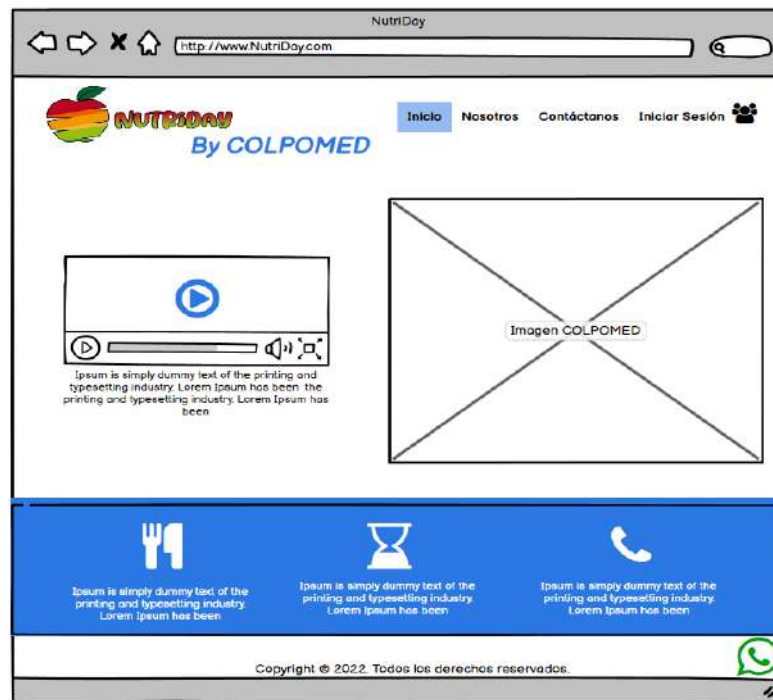 NutriDay
http://www.NutriDay.com
NUTRIDAY
By COLPOMED
Inicio Nosotros Contáctanos Iniciar Sesión
Imagen COLPOMED
Ipsum is simply dummy text of the printing and
typesetting industry. Lorem Ipsum has been the
printing and typesetting industry. Lorem Ipsum has
been
Ipsum is simply dummy text of the
printing and typesetting industry.
Lorem Ipsum has been
Ipsum is simply dummy text of the
printing and typesetting industry.
Lorem Ipsum has been
Ipsum is simply dummy text of the
printing and typesetting industry.
Lorem Ipsum has been
Copyright © 2022. Todos los derechos reservados.